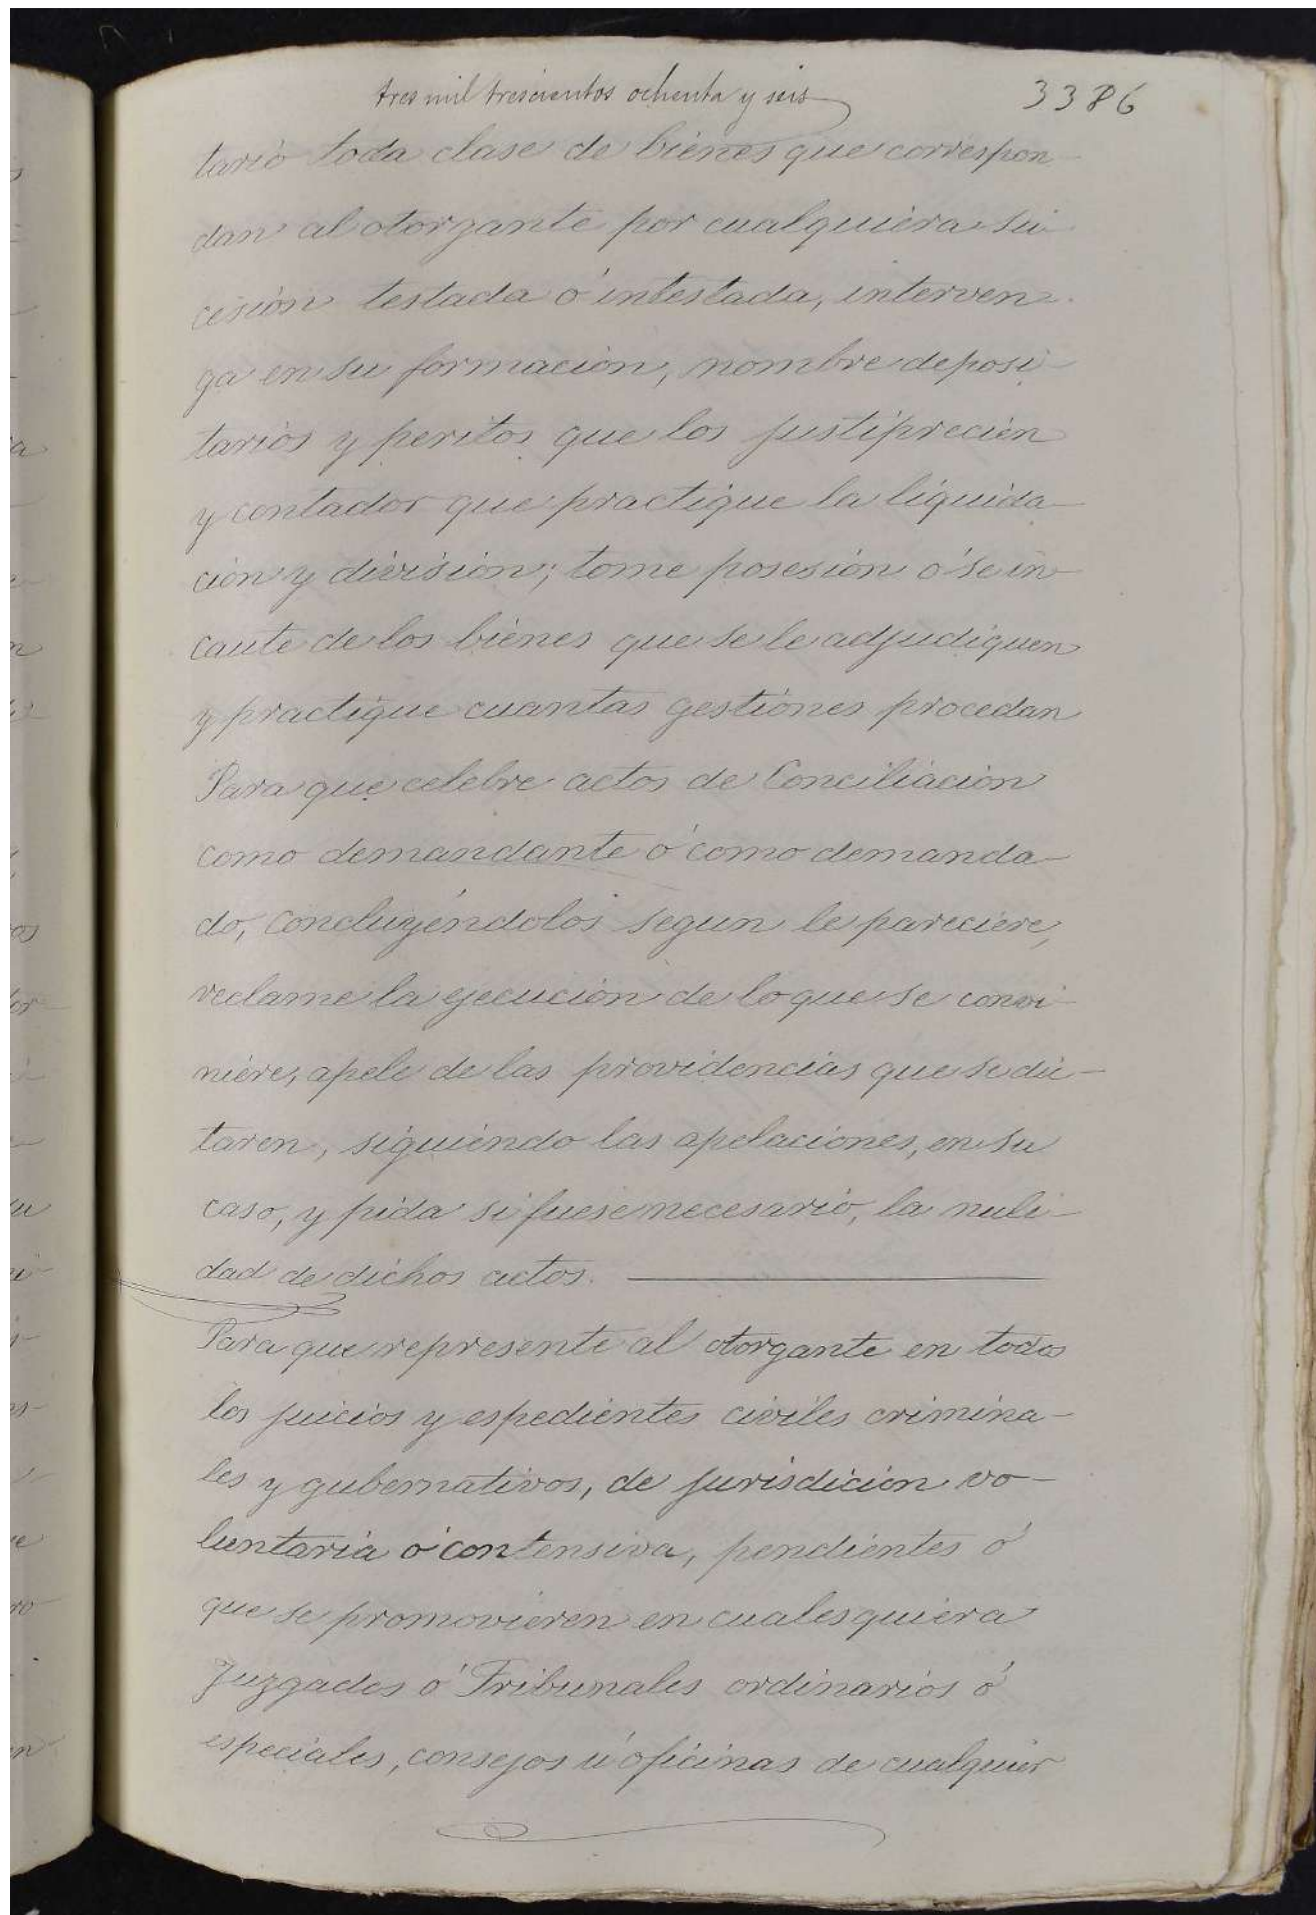 tres mil trescientos ochenta y seis 3386
tario toda clase de bienes que correspon-
dan al otorgante por cualquiera su-
cesión testada ó intestada, interven-
ga en su formacion, nombre deposi-
tarios y peritos que los justiprecien
y contador que practique la liquida-
cion y división; tome posesión ó se in-
caute de los bienes que se le adjudiquen
y practique cuantas gestiones procedan
Para que celebre actos de Conciliacion
como demandante ó como demanda-
do, concluyéndolos segun le pareciere,
reclame la ejecucion de lo que se convi-
niere, apele de las providencias que se dic-
taren, siguiendo las apelaciones, en su
caso, y pida si fuese necesario, la nuli-
dad de dichos actos.
Para que represente al otorgante en todos
los juicios y espedientes civiles crimina-
les y gubernativos, de jurisdicion vo-
luntaria ó contensiva, pendientes ó
que se promovieren en cualesquiera
Juzgados ó Tribunales ordinarios ó
especiales, consejos ú oficinas de cualquier